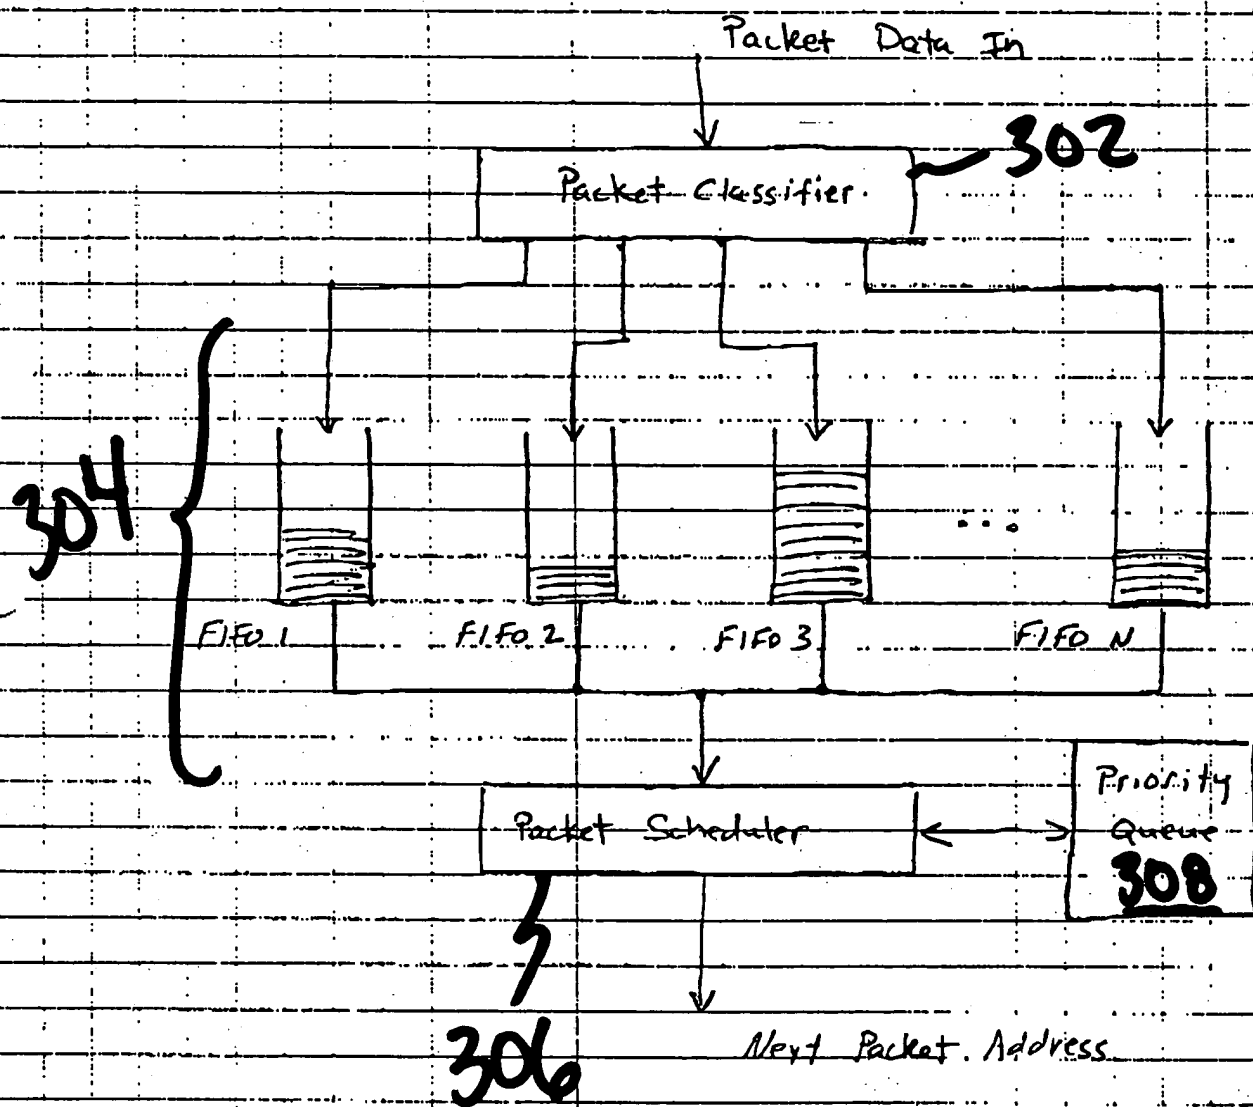 Packet Data In
302
Packet Classifier
304
...
FIFO 1
FIFO 2
FIFO 3
FIFO N
Priority
Queue
308
Packet Scheduler
306
Next Packet Address